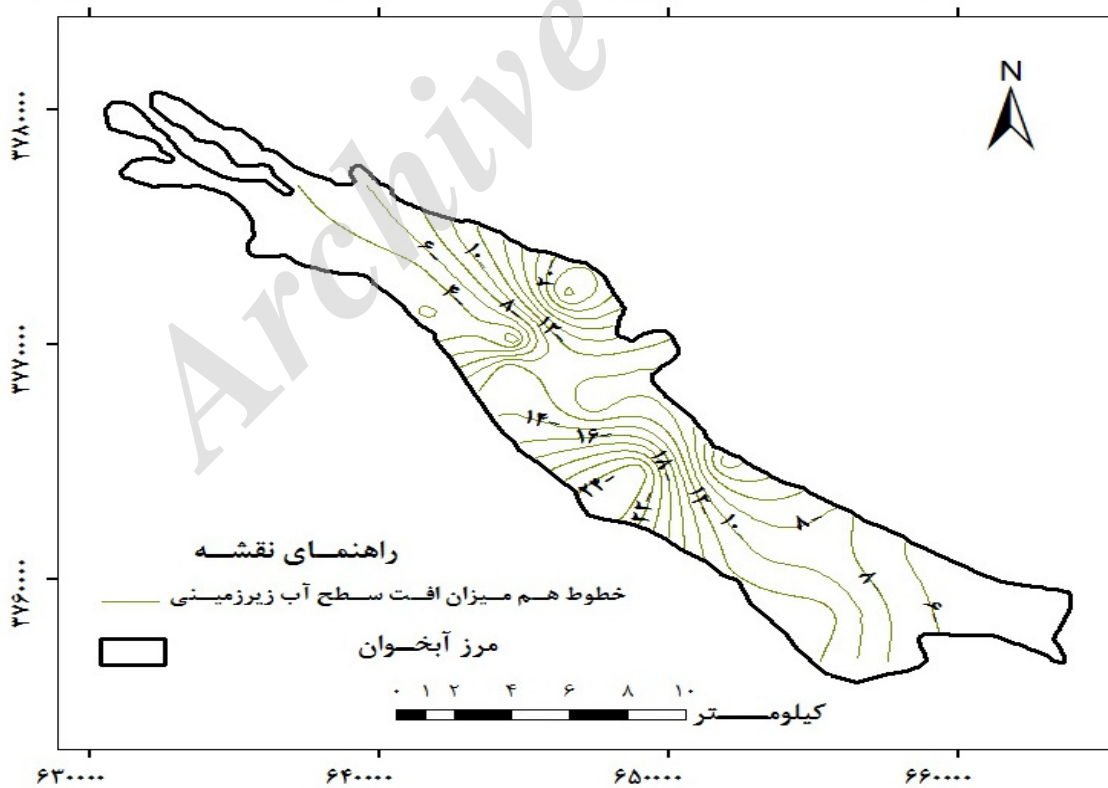 Archive
N
۳۷۸۰۰۰۰
۳۷۷۰۰۰۰
۳۷۶۰۰۰۰
-۶
-۴
-۱۰
-۸
-۱۲
-۲۰
-۱۴
-۱۶
-۱۸
-۲۴
-۲۲
-۱۲
-۱۰
-۸
-۸
-۶
راهنمای نقشه
خطوط هم میزان افت سطح آب زیرزمینی
مرز آبخوان
۰ ۱ ۲ ۴ ۶ ۸ ۱۰
کیلومتر
۶۳۰۰۰۰ ۶۴۰۰۰۰ ۶۵۰۰۰۰ ۶۶۰۰۰۰